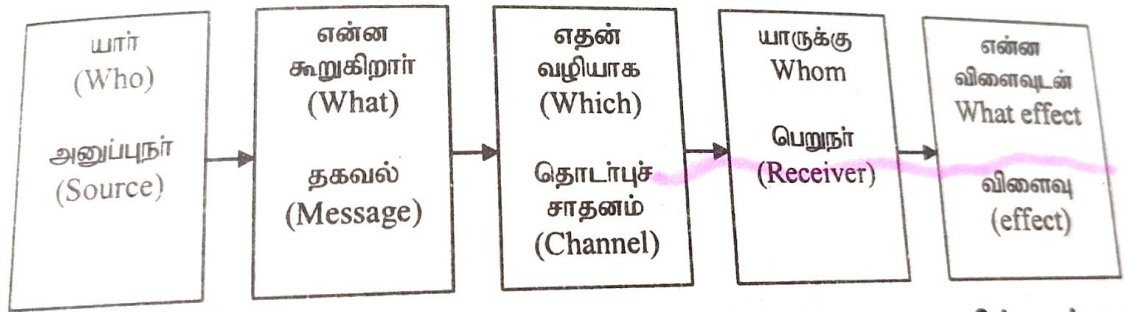 யார்
(Who)
அனுப்புநர்
(Source)
என்ன
கூறுகிறார்
(What)
தகவல்
(Message)
எதன்
வழியாக
(Which)
தொடர்புச்
சாதனம்
(Channel)
யாருக்கு
Whom
பெறுநர்
(Receiver)
என்ன
விளைவுடன்
What effect
விளைவு
(effect)